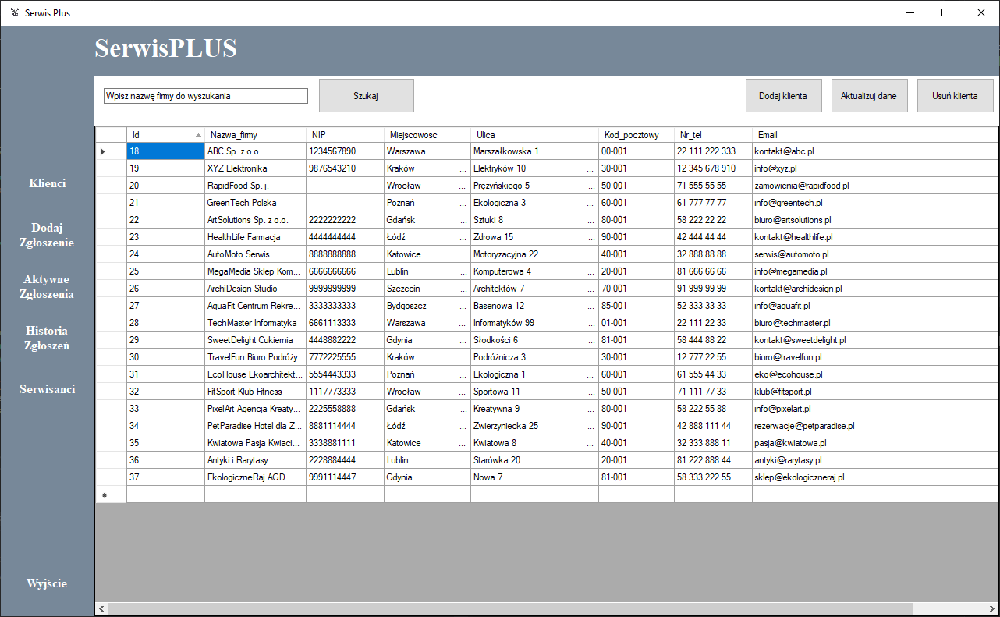 Serwis Plus
SerwisPLUS
Wpisz nazwę firmy do wyszukania Szukaj Dodaj klienta Aktualizuj dane Usuń klienta
Klienci
Dodaj
Zgłoszenie
Aktywne
Zgłoszenia
Historia
Zgłoszeń
Serwisanci
Wyjście
Id Nazwa_firmy NIP Miejscowosc Ulica Kod_pocztowy Nr_tel Email
18 ABC Sp. z o.o. 1234567890 Warszawa ... Marszałkowska 1 ... 00-001 22 111 222 333 kontakt@abc.pl
19 XYZ Elektronika 9876543210 Kraków ... Elektryków 10 ... 30-001 12 345 678 910 info@xyz.pl
20 RapidFood Sp. j. Wrocław ... Prężyńskiego 5 ... 50-001 71 555 55 55 zamowienia@rapidfood.pl
21 GreenTech Polska Poznań ... Ekologiczna 3 ... 60-001 61 777 77 77 info@greentech.pl
22 ArtSolutions Sp. z o.o. 2222222222 Gdańsk ... Sztuki 8 ... 80-001 58 222 22 22 biuro@artsolutions.pl
23 HealthLife Farmacja 4444444444 Łódź ... Zdrowa 15 ... 90-001 42 444 44 44 kontakt@healthlife.pl
24 AutoMoto Serwis 8888888888 Katowice ... Motoryzacyjna 22 ... 40-001 32 888 88 88 serwis@automoto.pl
25 MegaMedia Sklep Kom... 6666666666 Lublin ... Komputerowa 4 ... 20-001 81 666 66 66 info@megamedia.pl
26 ArchiDesign Studio 9999999999 Szczecin ... Architektów 7 ... 70-001 91 999 99 99 kontakt@archidesign.pl
27 AquaFit Centrum Rekre... 3333333333 Bydgoszcz ... Basenowa 12 ... 85-001 52 333 33 33 info@aquafit.pl
28 TechMaster Informatyka 6661113333 Warszawa ... Informatyków 99 ... 01-001 22 111 22 33 biuro@techmaster.pl
29 SweetDelight Cukiernia 4448882222 Gdynia ... Słodkości 6 ... 81-001 58 444 88 22 kontakt@sweetdelight.pl
30 TravelFun Biuro Podróży 7772225555 Kraków ... Podróżnicza 3 ... 30-001 12 777 22 55 biuro@travelfun.pl
31 EcoHouse Ekoarchitekt... 5554443333 Poznań ... Ekologiczna 1 ... 60-001 61 555 44 33 eko@ecohouse.pl
32 FitSport Klub Fitness 1117773333 Wrocław ... Sportowa 11 ... 50-001 71 111 77 33 klub@fitsport.pl
33 PixelArt Agencja Kreaty... 2225558888 Gdańsk ... Kreatywna 9 ... 80-001 58 222 55 88 info@pixelart.pl
34 PetParadise Hotel dla Z... 8881114444 Łódź ... Zwierzyniecka 25 ... 90-001 42 888 111 44 rezerwacje@petparadise.pl
35 Kwiatowa Pasja Kwiaci... 3338881111 Katowice ... Kwiatowa 8 ... 40-001 32 333 888 11 pasja@kwiatowa.pl
36 Antyki i Rarytasy 2228884444 Lublin ... Starówka 20 ... 20-001 81 222 888 44 antyki@rarytasy.pl
37 EkologiczneRaj AGD 9991114447 Gdynia ... Nowa 7 ... 81-001 58 333 222 55 sklep@ekologiczneraj.pl